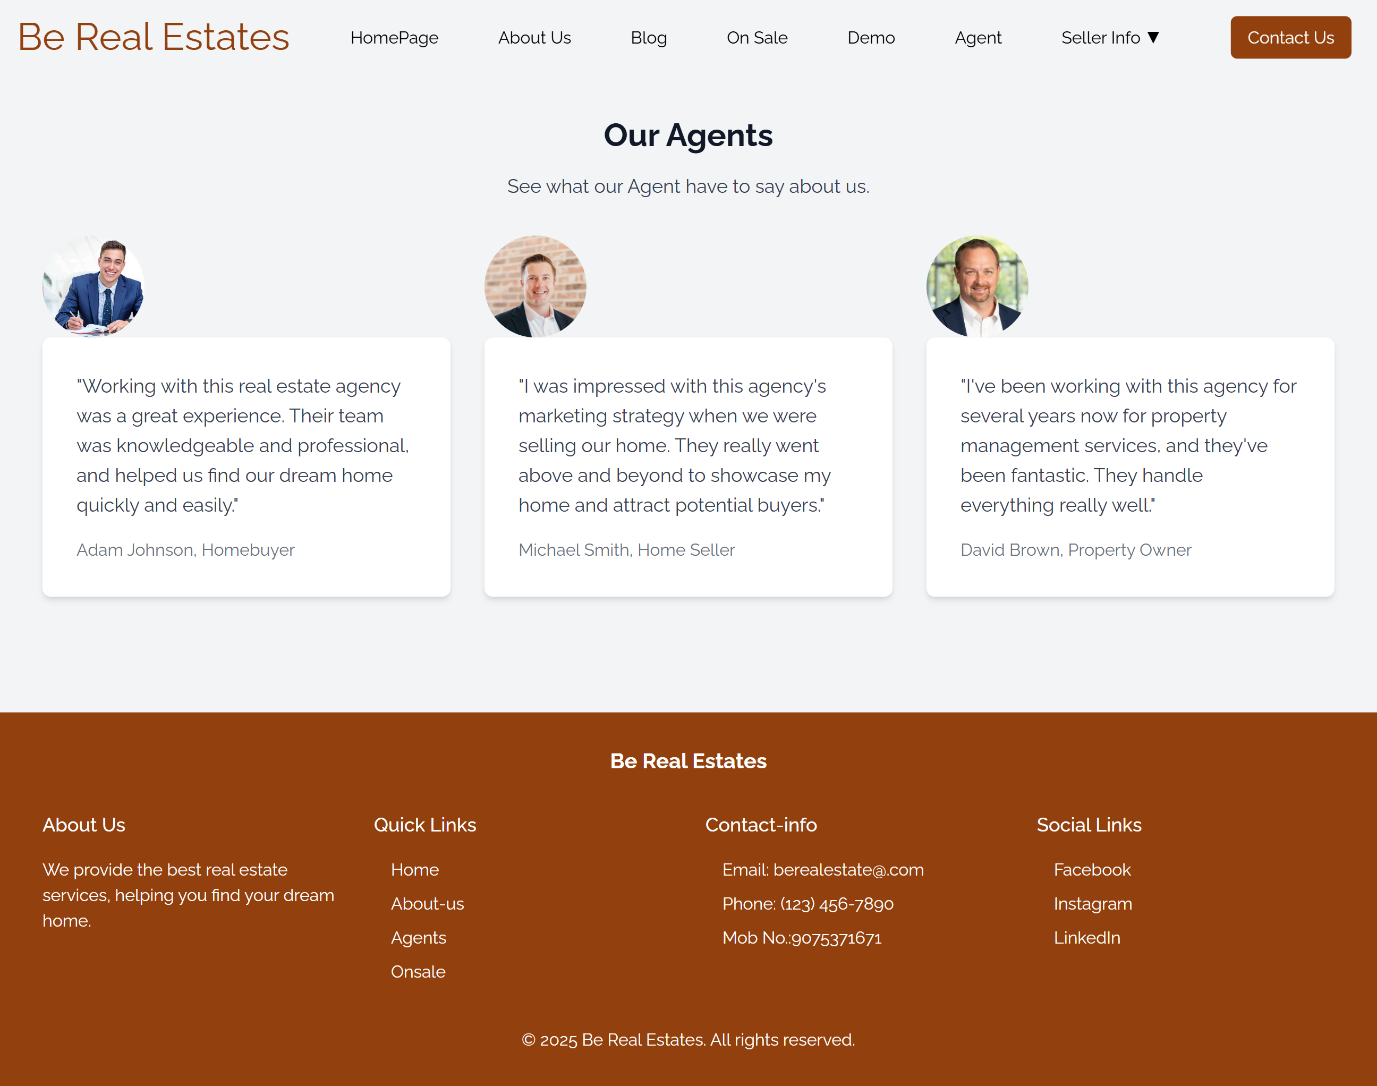 Be Real Estates
HomePage
About Us
Blog
On Sale
Demo
Agent
Seller Info ▼
Contact Us
Our Agents
See what our Agent have to say about us.
"Working with this real estate agency
was a great experience. Their team
was knowledgeable and professional,
and helped us find our dream home
quickly and easily."
Adam Johnson, Homebuyer
"I was impressed with this agency's
marketing strategy when we were
selling our home. They really went
above and beyond to showcase my
home and attract potential buyers."
Michael Smith, Home Seller
"I've been working with this agency for
several years now for property
management services, and they've
been fantastic. They handle
everything really well."
David Brown, Property Owner
Be Real Estates
About Us
We provide the best real estate
services, helping you find your dream
home.
Quick Links
Home
About-us
Agents
Onsale
Contact-info
Email: berealestate@.com
Phone: (123) 456-7890
Mob No.:9075371671
Social Links
Facebook
Instagram
LinkedIn
© 2025 Be Real Estates. All rights reserved.